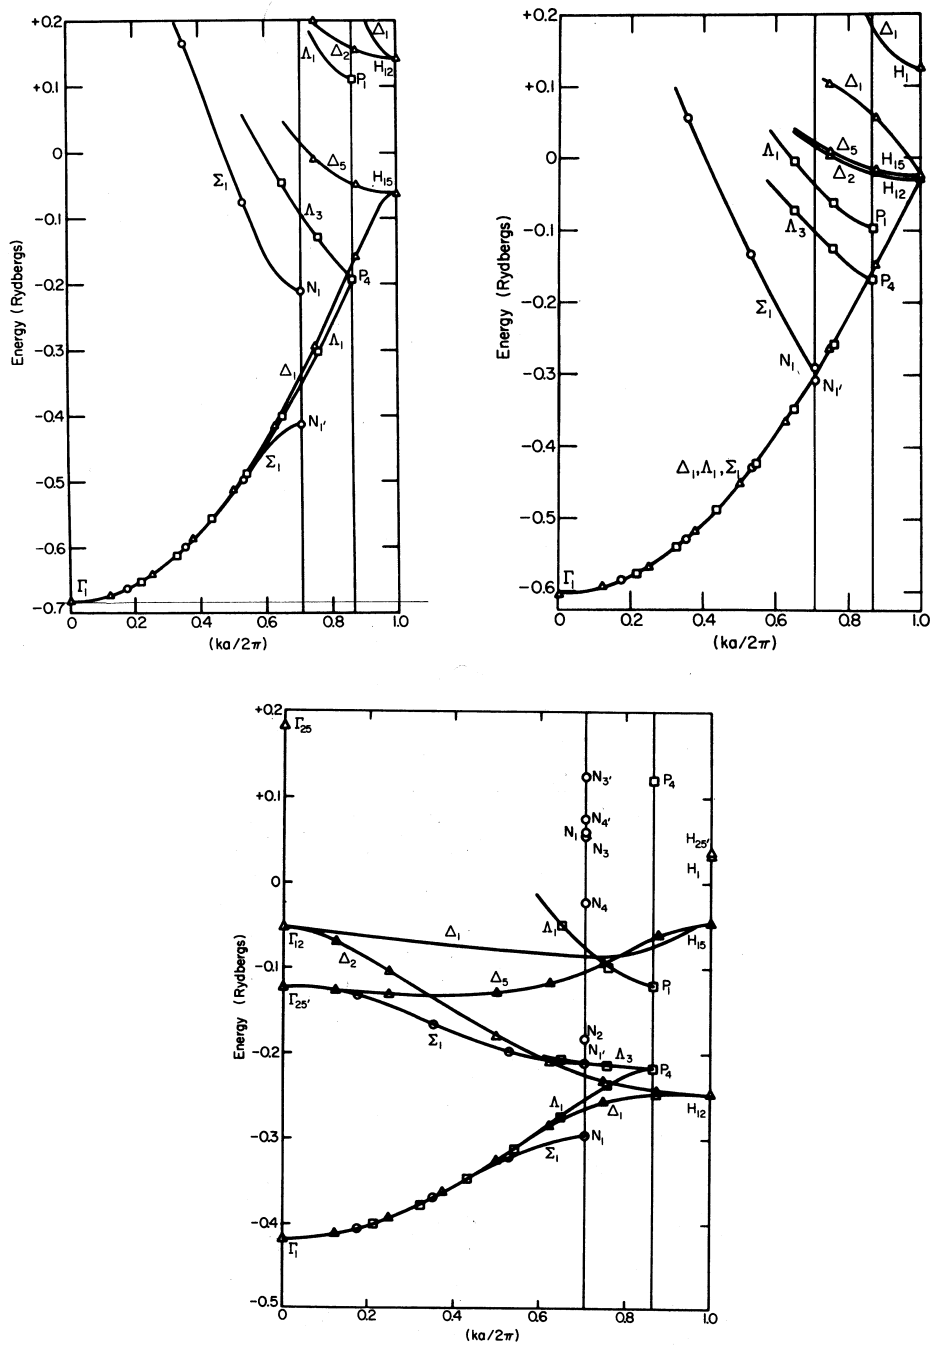 +0.2
+0.1
0
-0.1
-0.2
-0.3
-0.4
-0.5
-0.6
-0.7
Energy (Rydbergs)
Δ₁
Δ₂
Λ₁
H₁₂
P₁
Δ₅
H₁₅
Σ₁
Λ₃
P₄
N₁
Λ₁
Δ₁
N₁'
Σ₁
Γ₁
0 0.2 0.4 0.6 0.8 1.0
(ka/2π)
+0.2
+0.1
0
-0.1
-0.2
-0.3
-0.4
-0.5
-0.6
Energy (Rydbergs)
Δ₁
H₁
Δ₁
Δ₅
Λ₁
Δ₂
H₁₅
H₁₂
Λ₃
P₁
P₄
Σ₁
N₁
N₁'
Δ₁,Λ₁,Σ₁
Γ₁
0 0.2 0.4 0.6 0.8 1.0
(ka/2π)
+0.2
+0.1
0
-0.1
-0.2
-0.3
-0.4
-0.5
Energy (Rydbergs)
Γ₂₅
N₃'
P₄
N₄'
N₁
N₃
H₂₅'
H₁
N₄
Λ₁
Δ₁
Γ₁₂
H₁₅
Δ₂
Δ₅
P₁
Γ₂₅'
Σ₁
N₂
N₁'
Λ₃
P₄
Λ₁
Δ₁
H₁₂
Σ₁
N₁
Γ₁
0 0.2 0.4 0.6 0.8 1.0
(ka/2π)